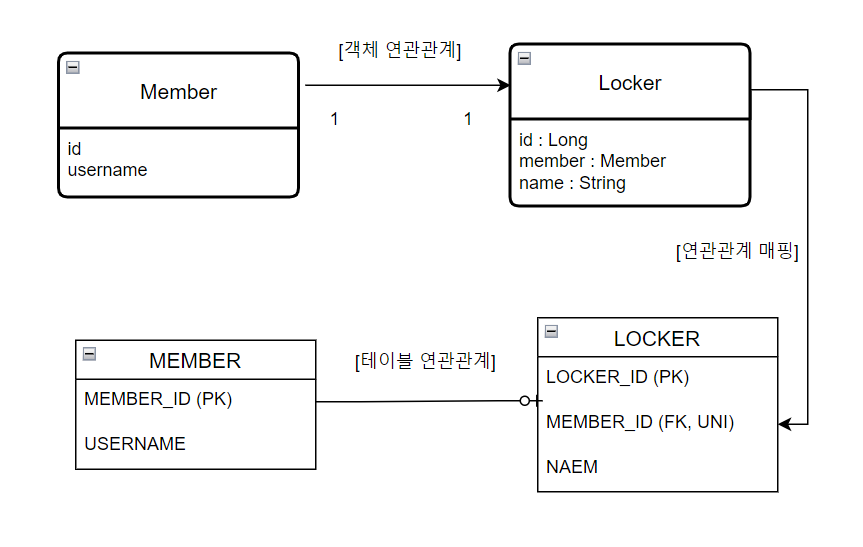 [객체 연관관계]
Member
Locker
1
1
id
username
id : Long
member : Member
name : String
[연관관계 매핑]
MEMBER
[테이블 연관관계]
LOCKER
MEMBER_ID (PK)
USERNAME
LOCKER_ID (PK)
MEMBER_ID (FK, UNI)
NAEM